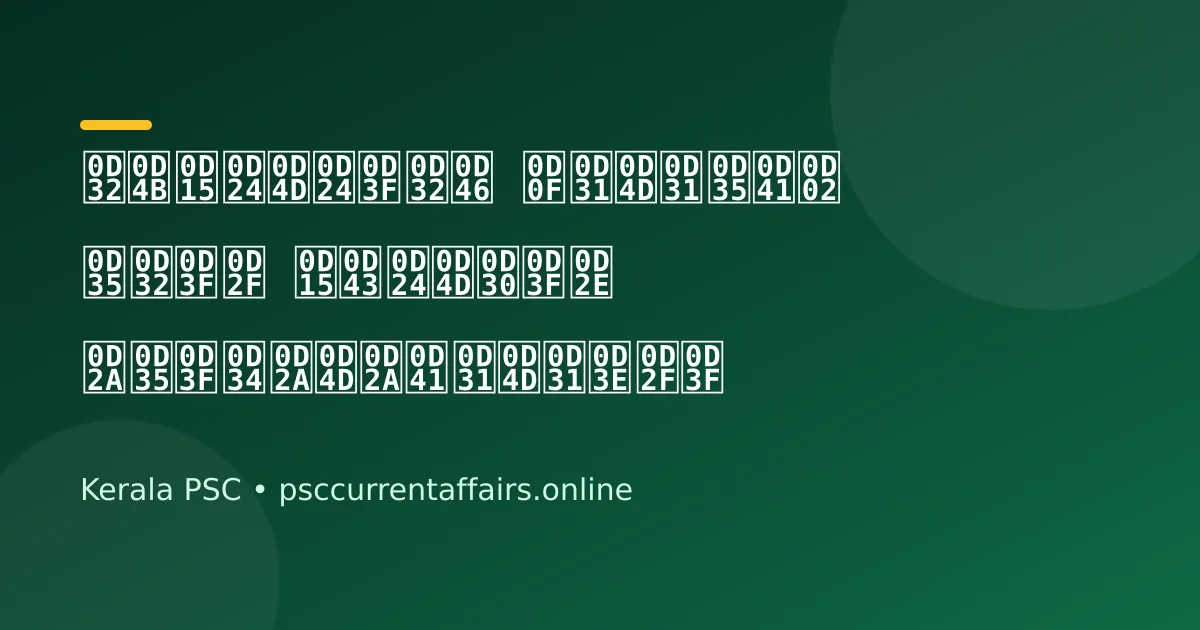 ലോകത്തിലെ ഏറ്റവും
വലിയ കൃത്രിമ
പവിഴപ്പുറ്റായി
Kerala PSC • psccurrentaffairs.online